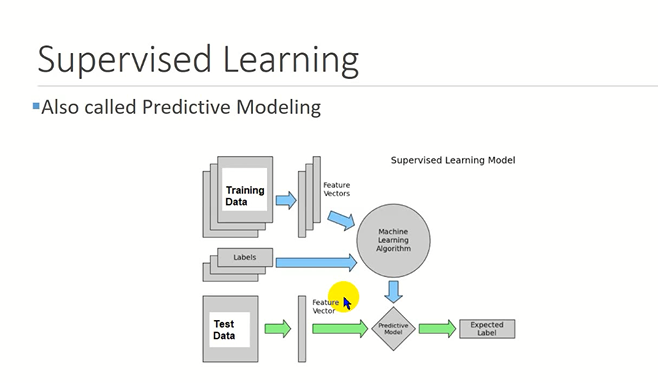 Supervised Learning
Also called Predictive Modeling
Supervised Learning Model
Training
Data
Feature
Vectors
Machine
Learning
Algorithm
Labels
Feature
Vector
Test
Data
Predictive
Model
Expected
Label